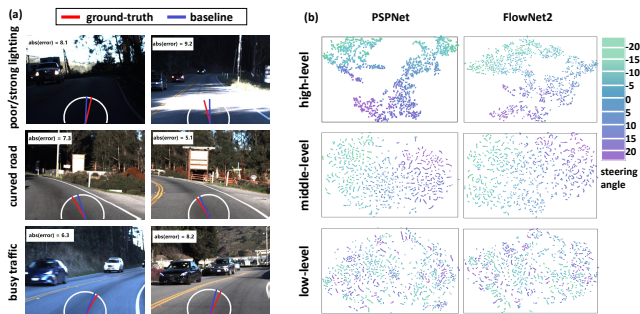 (a)
ground-truth
baseline
poor/strong lighting
abs(error) = 8.1
abs(error) = 9.2
curved road
abs(error) = 7.3
abs(error) = 5.1
busy traffic
abs(error) = 6.3
abs(error) = 8.2
(b)
PSPNet
FlowNet2
high-level
middle-level
low-level
-20
-15
-10
-5
0
5
10
15
20
steering
angle